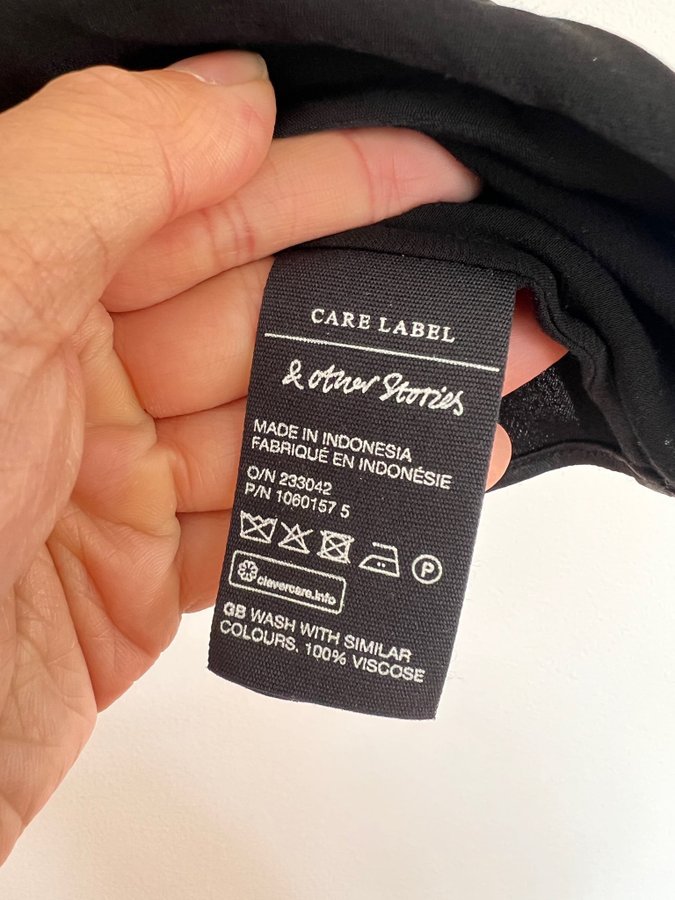 CARE LABEL
& other Stories
MADE IN INDONESIA
FABRIQUÉ EN INDONÉSIE
O/N 233042
P/N 1060157 5
P
clevercare.info
GB WASH WITH SIMILAR
COLOURS. 100% VISCOSE